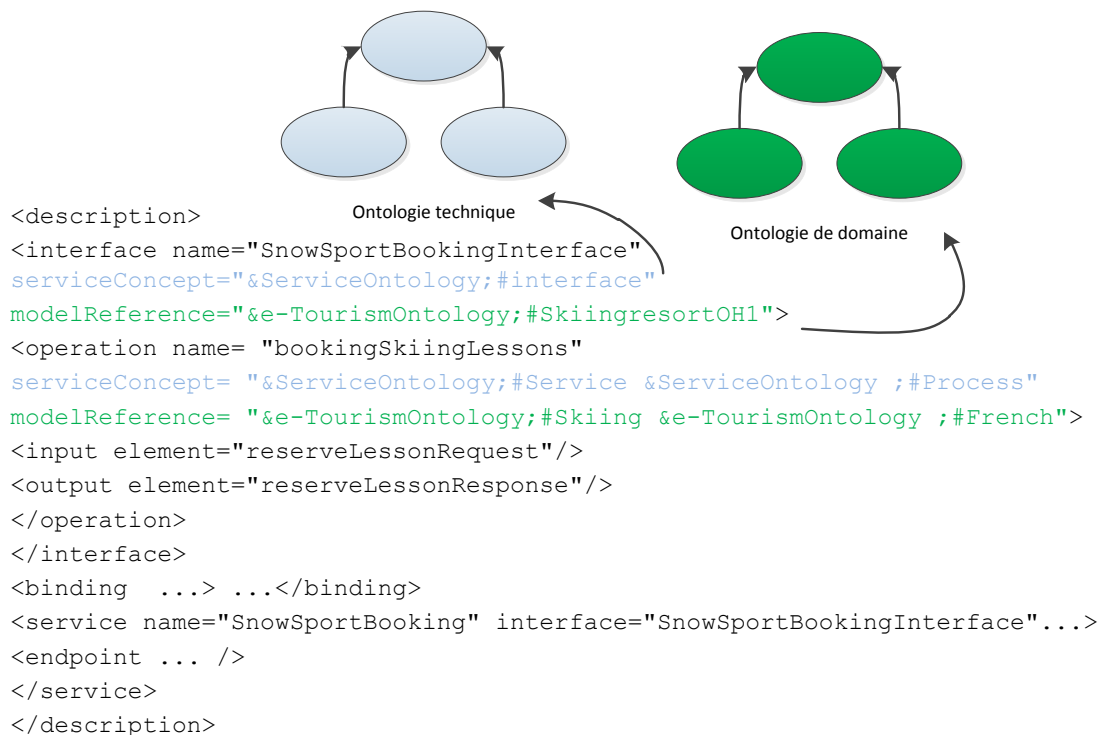 Ontologie technique
Ontologie de domaine
<description>
<interface name="SnowSportBookingInterface"
serviceConcept="&ServiceOntology;#interface"
modelReference="&e-TourismOntology;#SkiingresortOH1">
<operation name= "bookingSkiingLessons"
serviceConcept= "&ServiceOntology;#Service &ServiceOntology ;#Process"
modelReference= "&e-TourismOntology;#Skiing &e-TourismOntology ;#French">
<input element="reserveLessonRequest"/>
<output element="reserveLessonResponse"/>
</operation>
</interface>
<binding  ...> ...</binding>
<service name="SnowSportBooking" interface="SnowSportBookingInterface"...>
<endpoint ... />
</service>
</description>